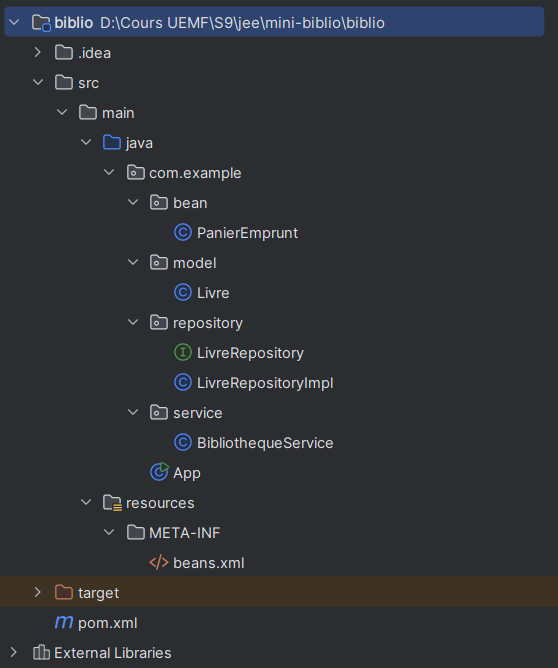 biblio D:\Cours UEMF\S9\jee\mini-biblio\biblio
.idea
src
main
java
com.example
bean
PanierEmprunt
model
Livre
repository
LivreRepository
LivreRepositoryImpl
service
BibliothequeService
App
resources
META-INF
beans.xml
target
pom.xml
External Libraries